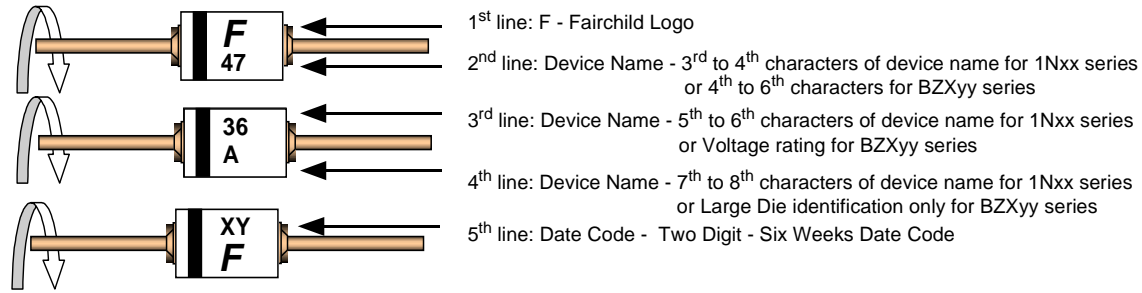 F
47
36
A
XY
F
1st line: F - Fairchild Logo
2nd line: Device Name - 3rd to 4th characters of device name for 1Nxx series
or 4th to 6th characters for BZXyy series
3rd line: Device Name - 5th to 6th characters of device name for 1Nxx series
or Voltage rating for BZXyy series
4th line: Device Name - 7th to 8th characters of device name for 1Nxx series
or Large Die identification only for BZXyy series
5th line: Date Code - Two Digit - Six Weeks Date Code